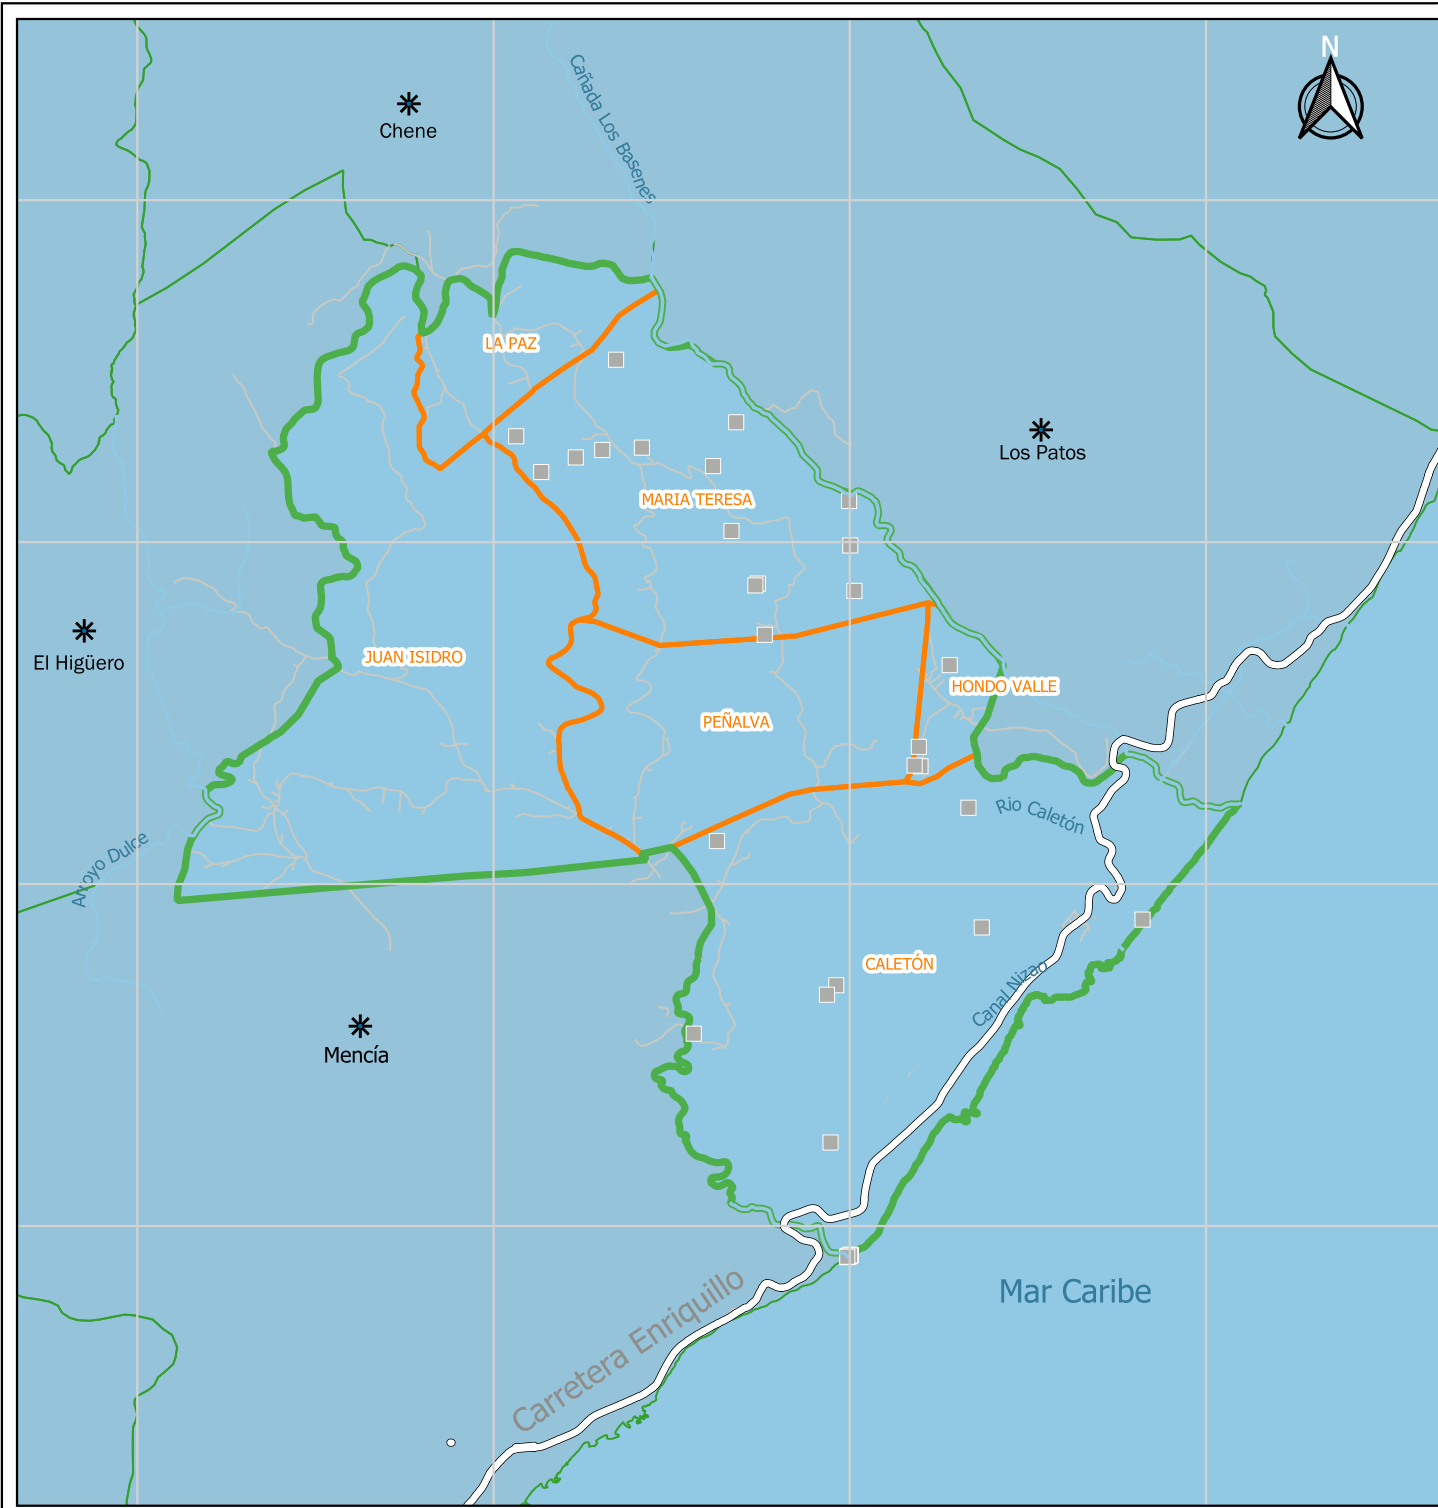 N
Chene
Cañada Los Basenes
LA PAZ
Los Patos
MARIA TERESA
El Higüero
JUAN ISIDRO
HONDO VALLE
PEÑALVA
Rio Caletón
Arroyo Dulce
CALETÓN
Canal Nizao
Mencía
Mar Caribe
Carretera Enriquillo